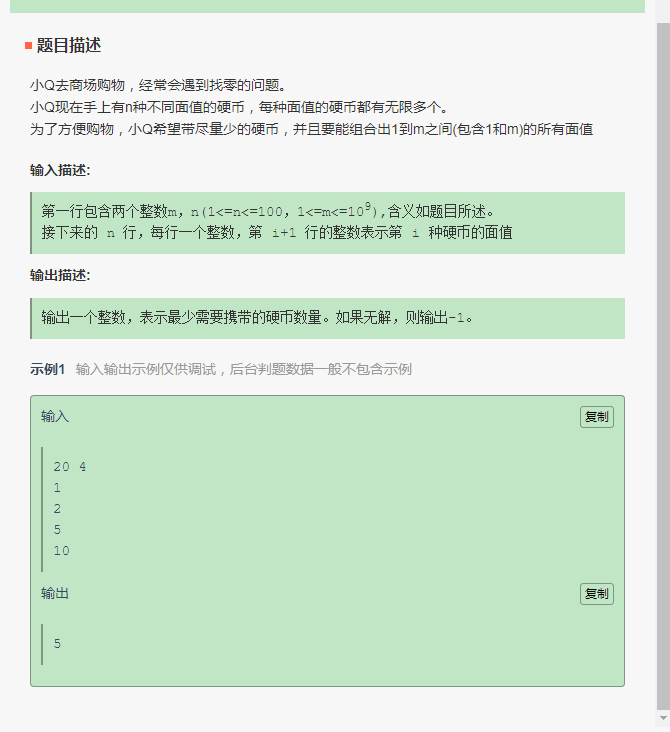 题目描述
小Q去商场购物，经常会遇到找零的问题。
小Q现在手上有n种不同面值的硬币，每种面值的硬币都有无限多个。
为了方便购物，小Q希望带尽量少的硬币，并且要能组合出1到m之间(包含1和m)的所有面值
输入描述:
第一行包含两个整数m，n(1<=n<=100，1<=m<=10⁹),含义如题目所述。
接下来的 n 行，每行一个整数，第 i+1 行的整数表示第 i 种硬币的面值
输出描述:
输出一个整数，表示最少需要携带的硬币数量。如果无解，则输出-1。
示例1 输入输出示例仅供调试，后台判题数据一般不包含示例
输入 复制
20 4
1
2
5
10
输出 复制
5